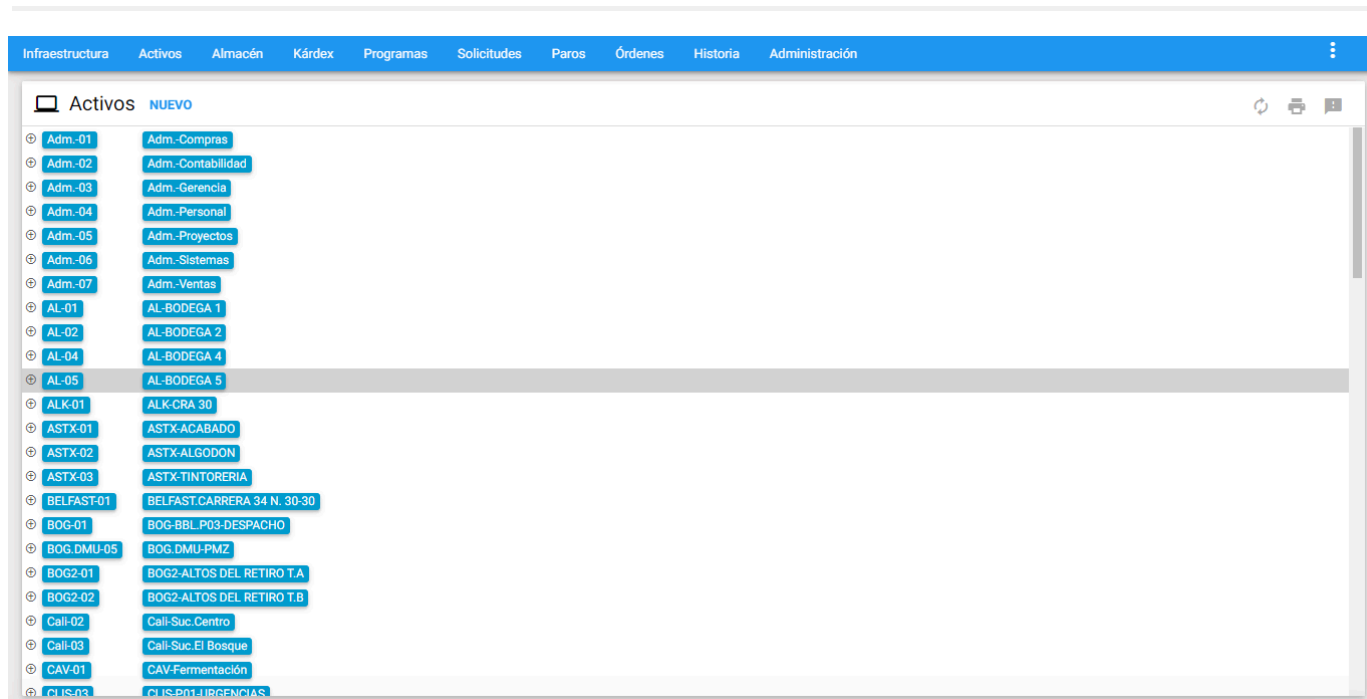 Infraestructura Activos Almacén Kárdex Programas Solicitudes Paros Órdenes Historia Administración
Activos NUEVO
Adm.-01 Adm.-Compras
Adm.-02 Adm.-Contabilidad
Adm.-03 Adm.-Gerencia
Adm.-04 Adm.-Personal
Adm.-05 Adm.-Proyectos
Adm.-06 Adm.-Sistemas
Adm.-07 Adm.-Ventas
AL-01 AL-BODEGA 1
AL-02 AL-BODEGA 2
AL-04 AL-BODEGA 4
AL-05 AL-BODEGA 5
ALK-01 ALK-CRA 30
ASTX-01 ASTX-ACABADO
ASTX-02 ASTX-ALGODON
ASTX-03 ASTX-TINTORERIA
BELFAST-01 BELFAST.CARRERA 34 N. 30-30
BOG-01 BOG-BBL.P03-DESPACHO
BOG.DMU-05 BOG.DMU-PMZ
BOG2-01 BOG2-ALTOS DEL RETIRO T.A
BOG2-02 BOG2-ALTOS DEL RETIRO T.B
Cali-02 Cali-Suc.Centro
Cali-03 Cali-Suc.El Bosque
CAV-01 CAV-Fermentación
CLIS-03 CLIS-P01-URGENCIAS